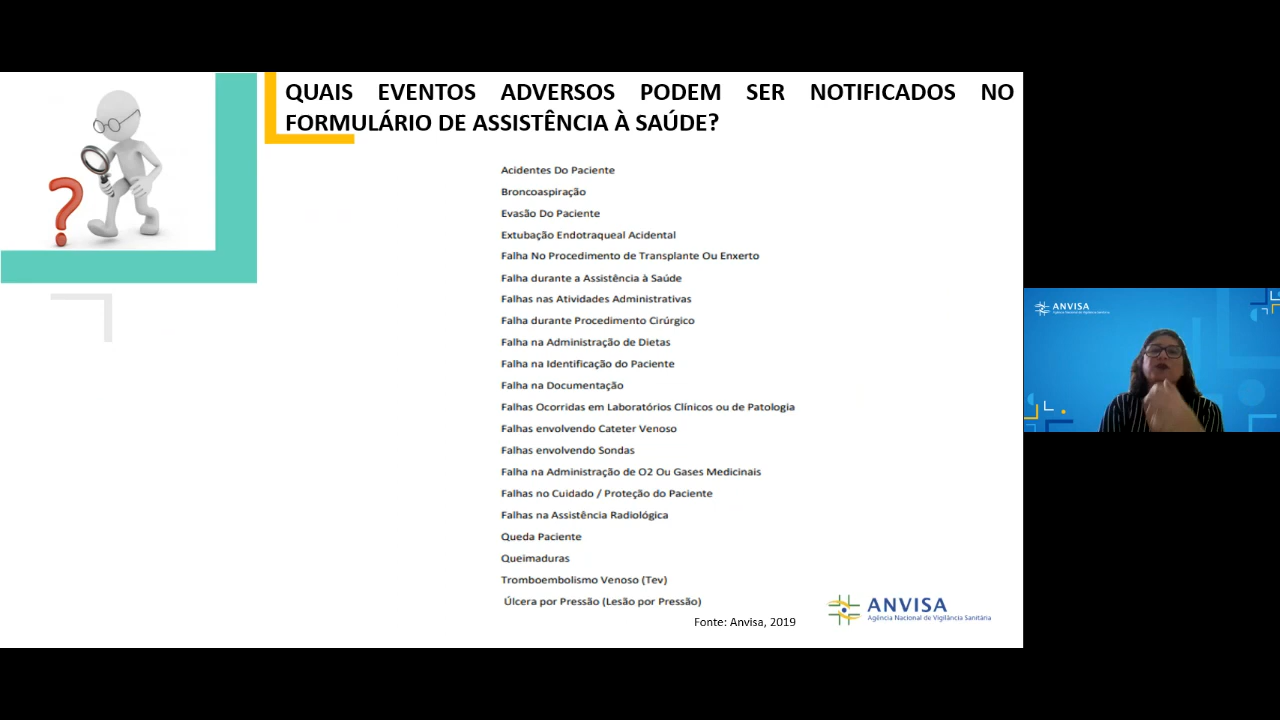 QUAIS EVENTOS ADVERSOS PODEM SER NOTIFICADOS NO
FORMULÁRIO DE ASSISTÊNCIA À SAÚDE?
Acidentes Do Paciente
Broncoaspiração
Evasão Do Paciente
Extubação Endotraqueal Acidental
Falha No Procedimento de Transplante Ou Enxerto
Falha durante a Assistência à Saúde
Falhas nas Atividades Administrativas
Falha durante Procedimento Cirúrgico
Falha na Administração de Dietas
Falha na Identificação do Paciente
Falha na Documentação
Falhas Ocorridas em Laboratórios Clínicos ou de Patologia
Falhas envolvendo Cateter Venoso
Falhas envolvendo Sondas
Falha na Administração de O2 Ou Gases Medicinais
Falhas no Cuidado / Proteção do Paciente
Falhas na Assistência Radiológica
Queda Paciente
Queimaduras
Tromboembolismo Venoso (Tev)
Úlcera por Pressão (Lesão por Pressão)
Fonte: Anvisa, 2019
ANVISA
Agência Nacional de Vigilância Sanitária
ANVISA
Agência Nacional de Vigilância Sanitária